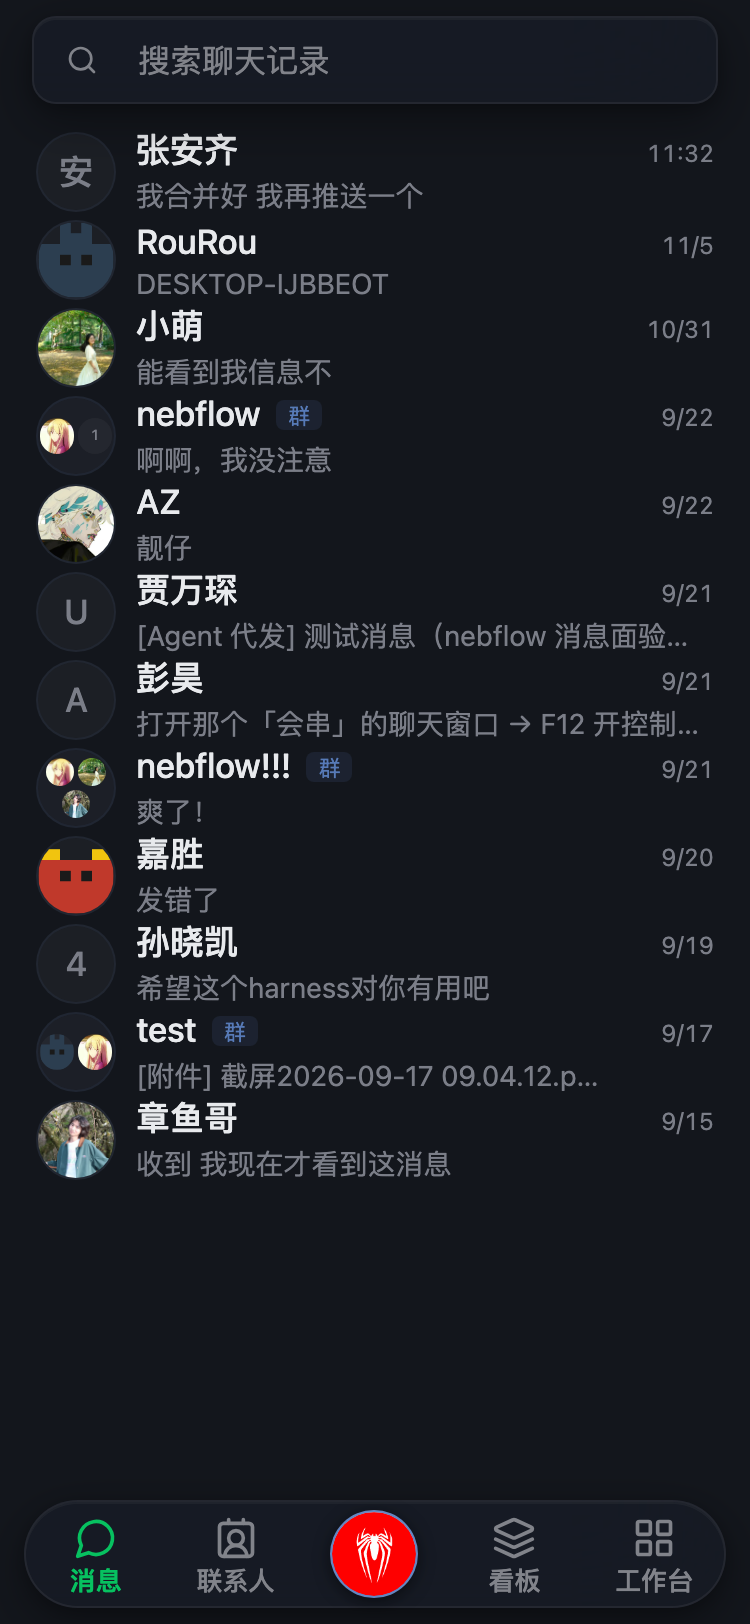 搜索聊天记录
安
张安齐
11:32
我合并好 我再推送一个
RouRou
11/5
DESKTOP-IJBBEOT
小萌
10/31
能看到我信息不
nebflow 群
9/22
1
啊啊，我没注意
AZ
9/22
靓仔
U
贾万琛
9/21
[Agent 代发] 测试消息（nebflow 消息面验...
A
彭昊
9/21
打开那个「会串」的聊天窗口 → F12 开控制...
nebflow!!! 群
9/21
爽了！
嘉胜
9/20
发错了
4
孙晓凯
9/19
希望这个harness对你有用吧
test 群
9/17
[附件] 截屏2026-09-17 09.04.12.p...
章鱼哥
9/15
收到 我现在才看到这消息
消息
联系人
看板
工作台